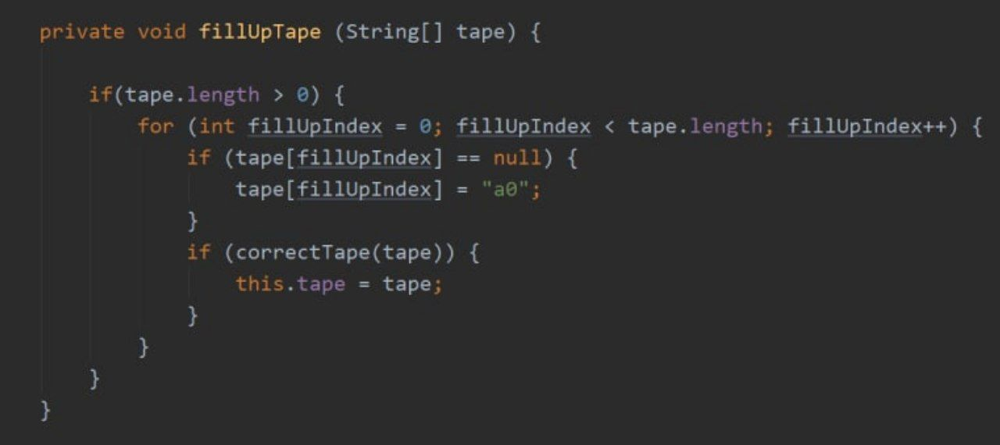 private void fillUpTape (String[] tape) {
if(tape.length > 0) {
for (int fillUpIndex = 0; fillUpIndex < tape.length; fillUpIndex++) {
if (tape[fillUpIndex] == null) {
tape[fillUpIndex] = "a0";
}
if (correctTape(tape)) {
this.tape = tape;
}
}
}
}